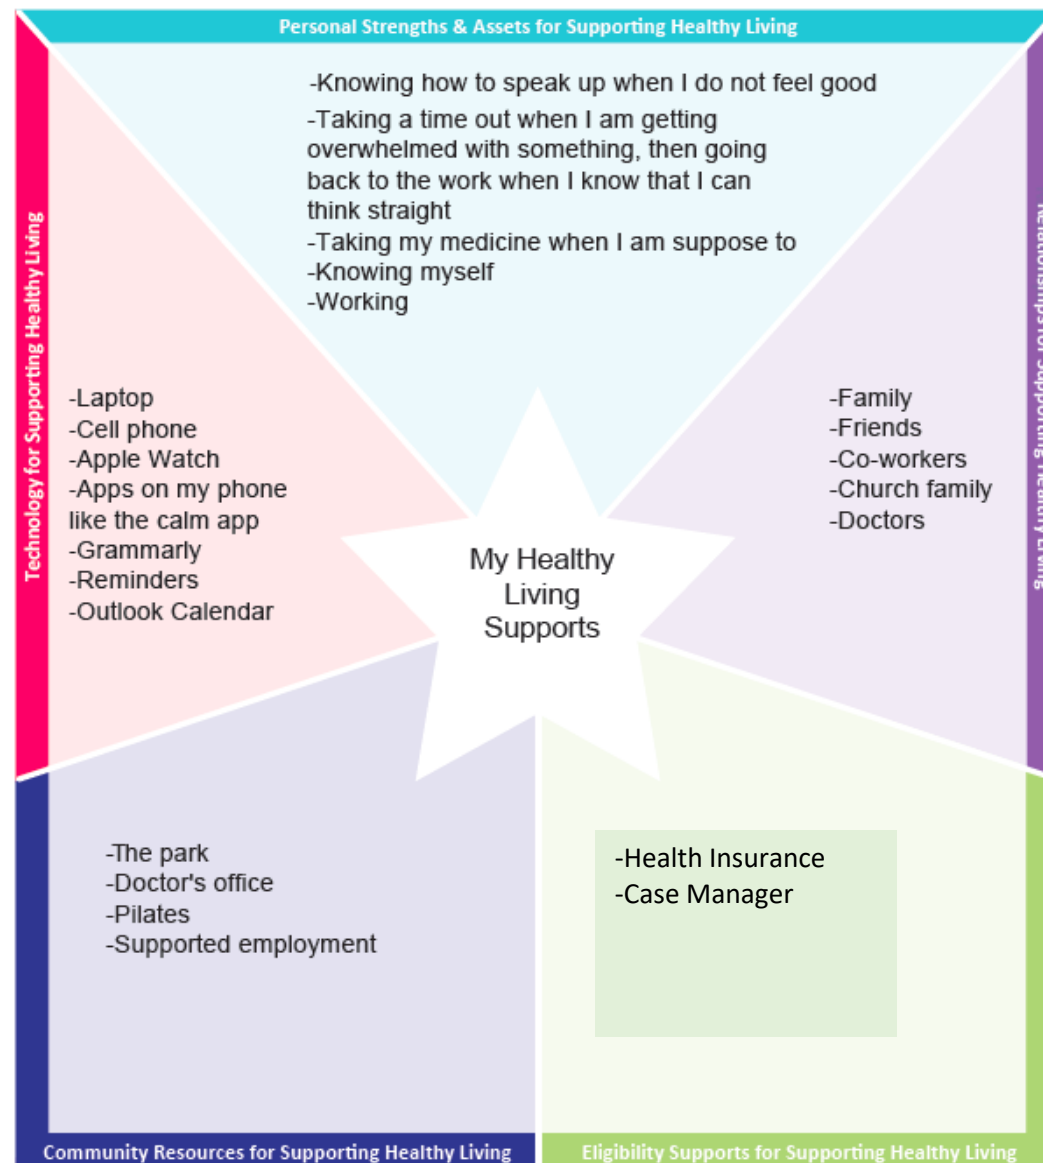 Personal Strengths & Assets for Supporting Healthy Living
-Knowing how to speak up when I do not feel good
-Taking a time out when I am getting
overwhelmed with something, then going
back to the work when I know that I can
think straight
-Taking my medicine when I am suppose to
-Knowing myself
-Working
Technology for Supporting Healthy Living
-Laptop
-Cell phone
-Apple Watch
-Apps on my phone
like the calm app
-Grammarly
-Reminders
-Outlook Calendar
Relationships for Supporting Healthy Living
-Family
-Friends
-Co-workers
-Church family
-Doctors
My Healthy
Living
Supports
-The park
-Doctor's office
-Pilates
-Supported employment
Community Resources for Supporting Healthy Living
-Health Insurance
-Case Manager
Eligibility Supports for Supporting Healthy Living